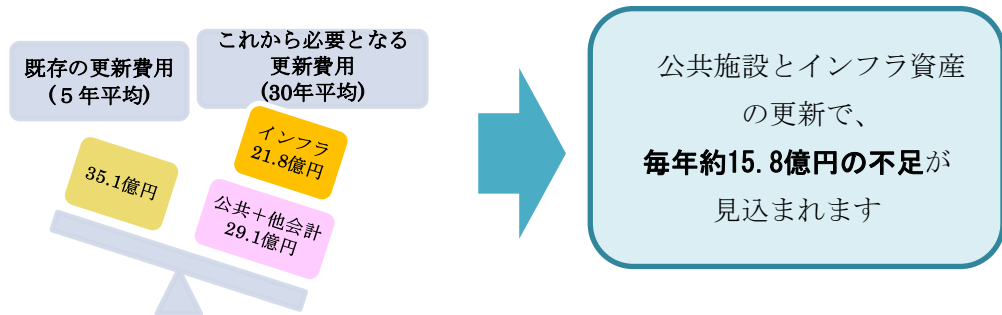 既存の更新費用
(５年平均)
これから必要となる
更新費用
(30年平均)
35.1億円
インフラ
21.8億円
公共＋他会計
29.1億円
公共施設とインフラ資産
の更新で、
毎年約15.8億円の不足が
見込まれます